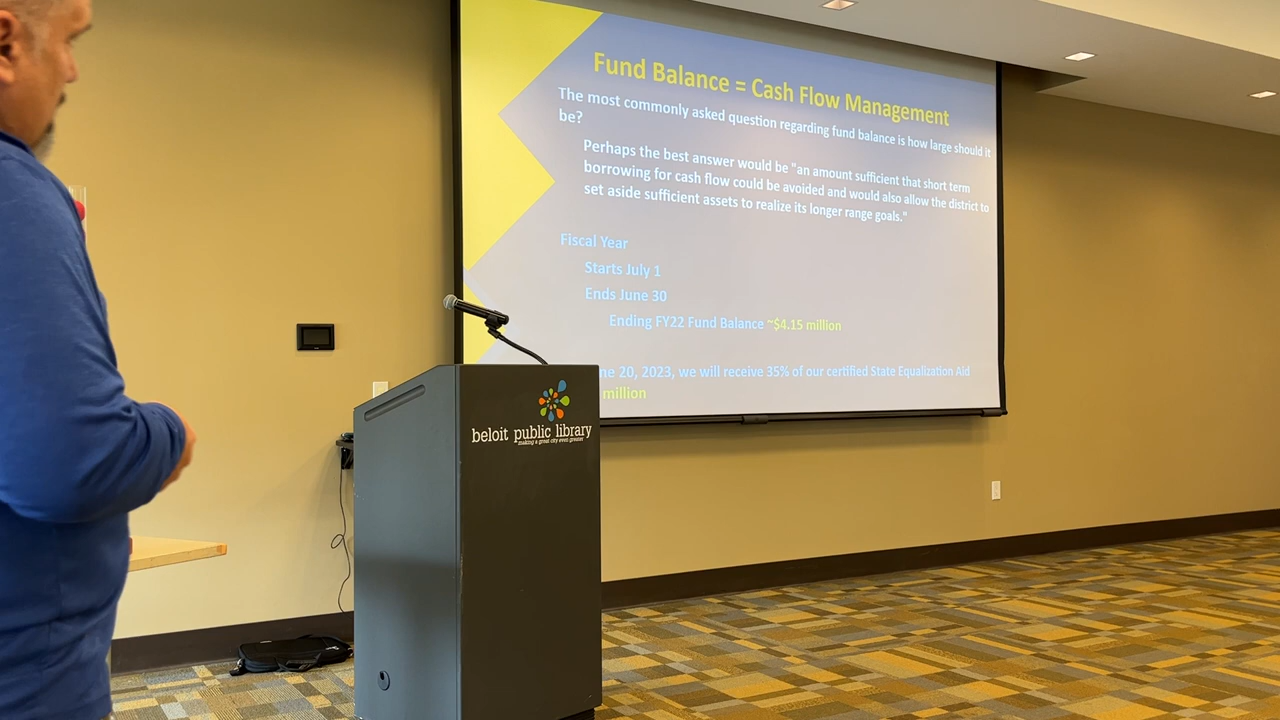 Fund Balance = Cash Flow Management
The most commonly asked question regarding fund balance is how large should it
be?
Perhaps the best answer would be "an amount sufficient that short term
borrowing for cash flow could be avoided and would also allow the district to
set aside sufficient assets to realize its longer range goals."
Fiscal Year
Starts July 1
Ends June 30
Ending FY22 Fund Balance ~$4.15 million
ne 20, 2023, we will receive 35% of our certified State Equalization Aid
million
beloit public library
making a great city even greater